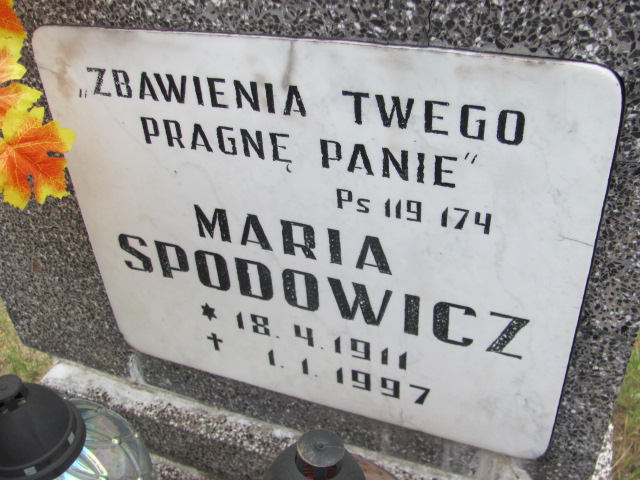 „ZBAWIENIA TWEGO
PRAGNĘ PANIE“
Ps 119 174
MARIA
SPODOWICZ
* 18.4.1911
† 1.1.1997